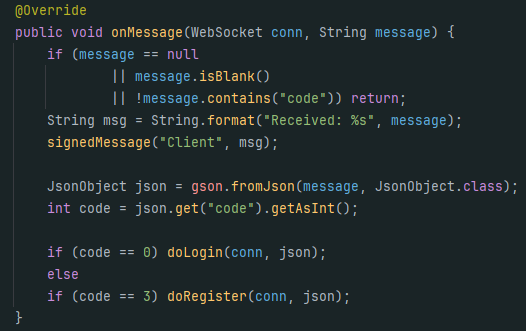 @Override
public void onMessage(WebSocket conn, String message) {
    if (message == null
            || message.isBlank()
            || !message.contains("code")) return;
    String msg = String.format("Received: %s", message);
    signedMessage("Client", msg);

    JsonObject json = gson.fromJson(message, JsonObject.class);
    int code = json.get("code").getAsInt();

    if (code == 0) doLogin(conn, json);
    else
    if (code == 3) doRegister(conn, json);
}